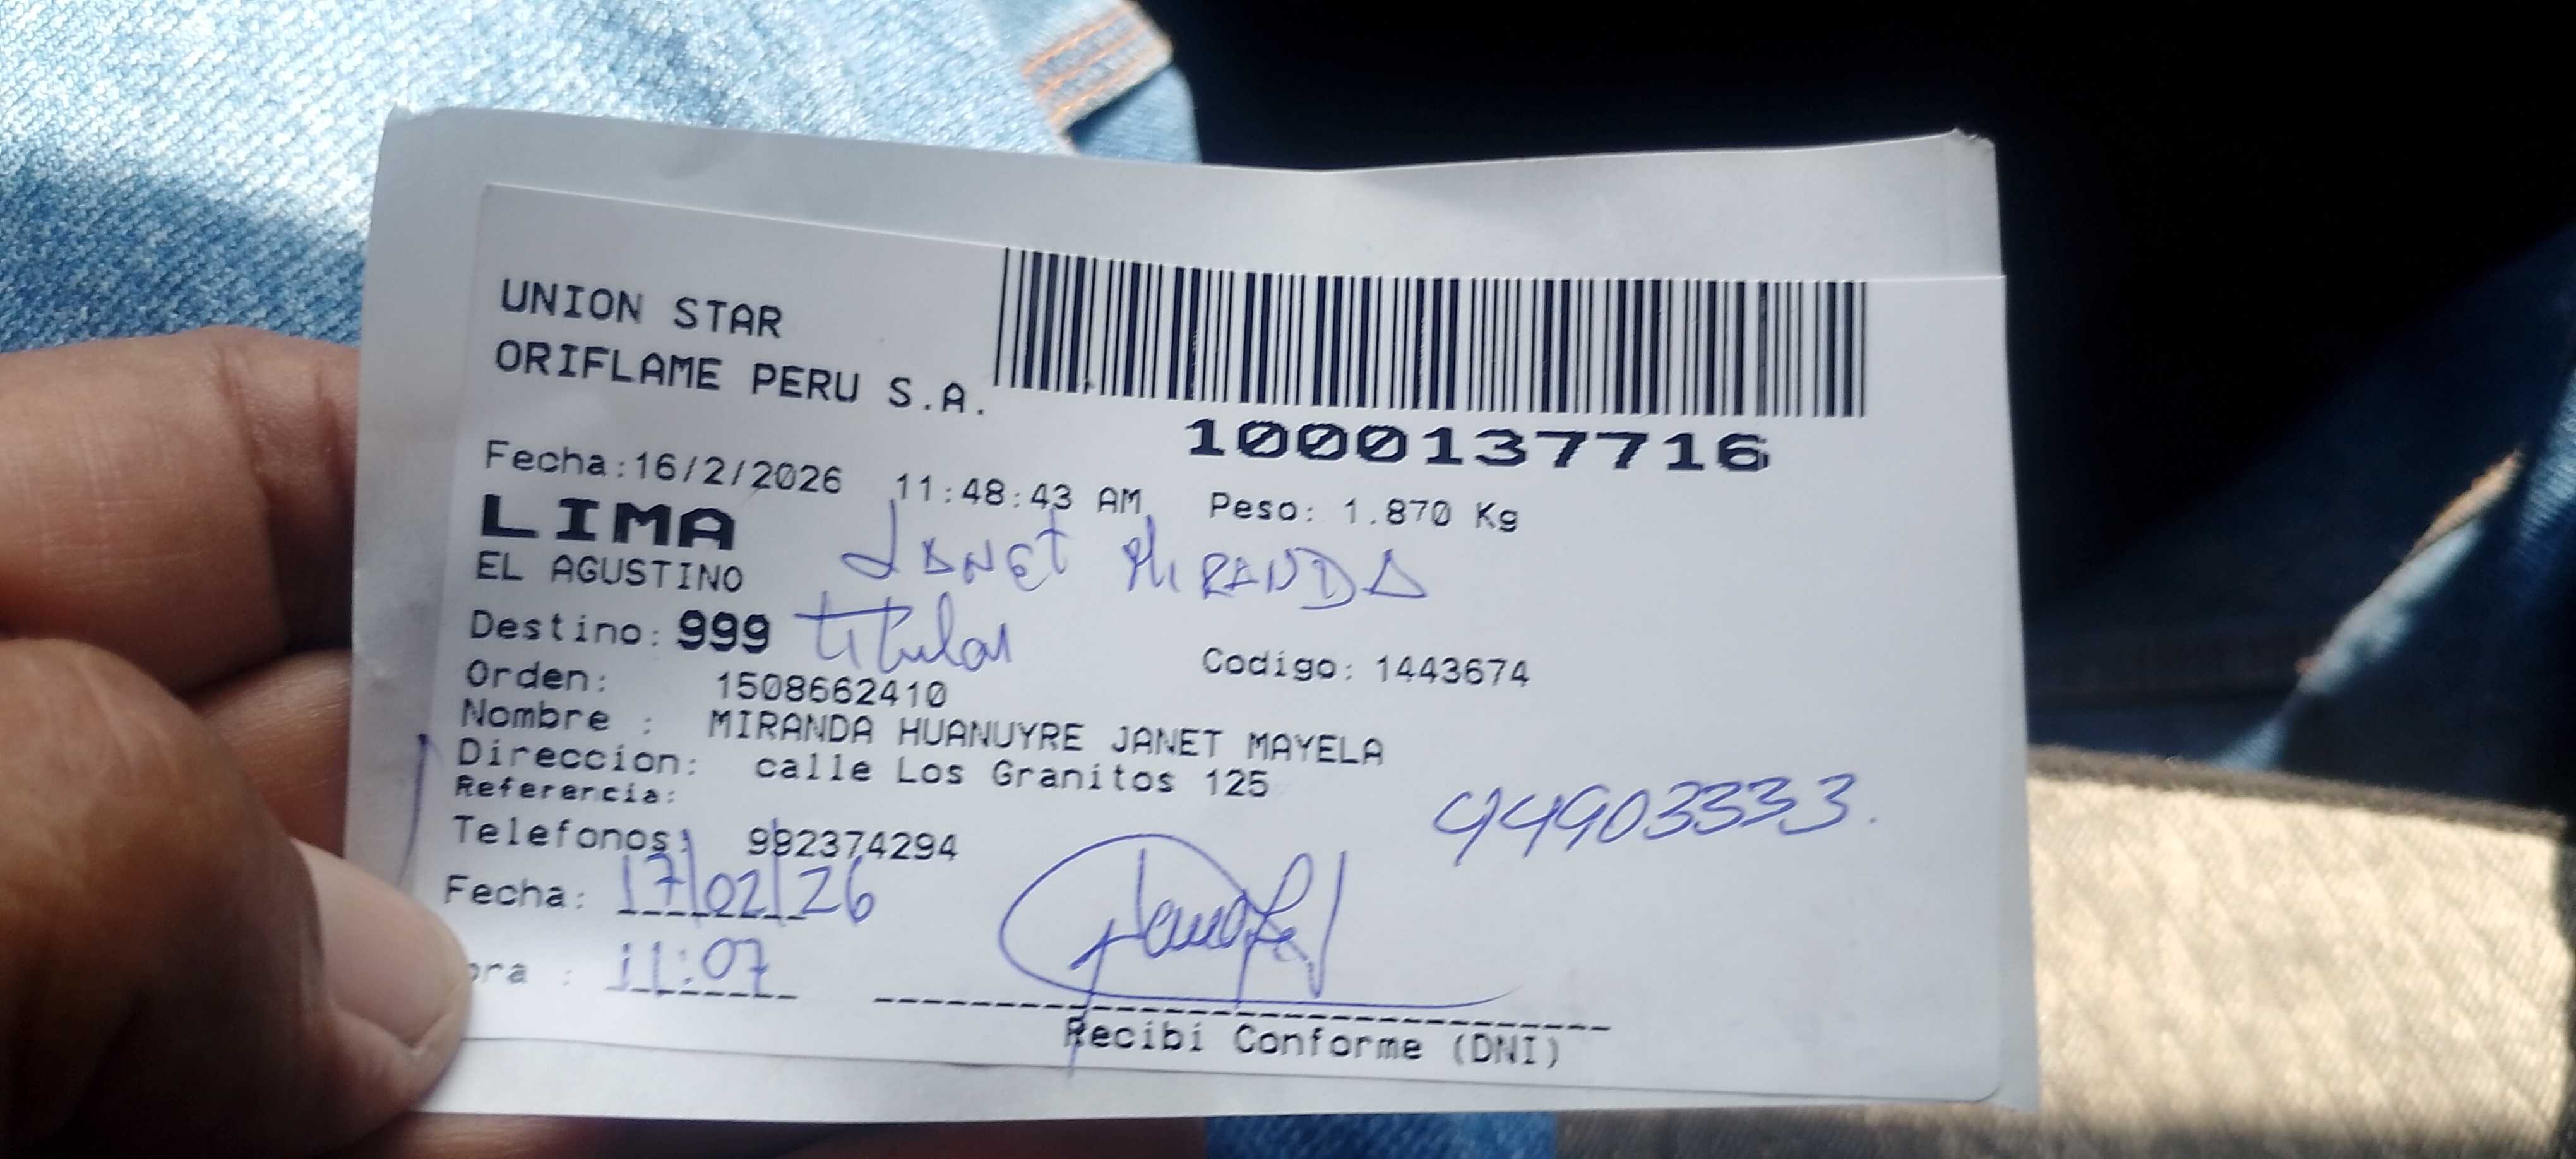 UNION STAR
ORIFLAME PERU S.A.
1000137716
Fecha:16/2/2026 11:48:43 AM Peso: 1.870 Kg
LIMA
JANET MIRANDA
EL AGUSTINO
Destino: 999 titular
Codigo: 1443674
Orden: 1508662410
Nombre : MIRANDA HUANUYRE JANET MAYELA
Direccion: calle Los Granitos 125
Referencia:
44903333.
Telefonos: 992374294
Fecha: 17/02/26
ora : 11:07
Recibi Conforme (DNI)